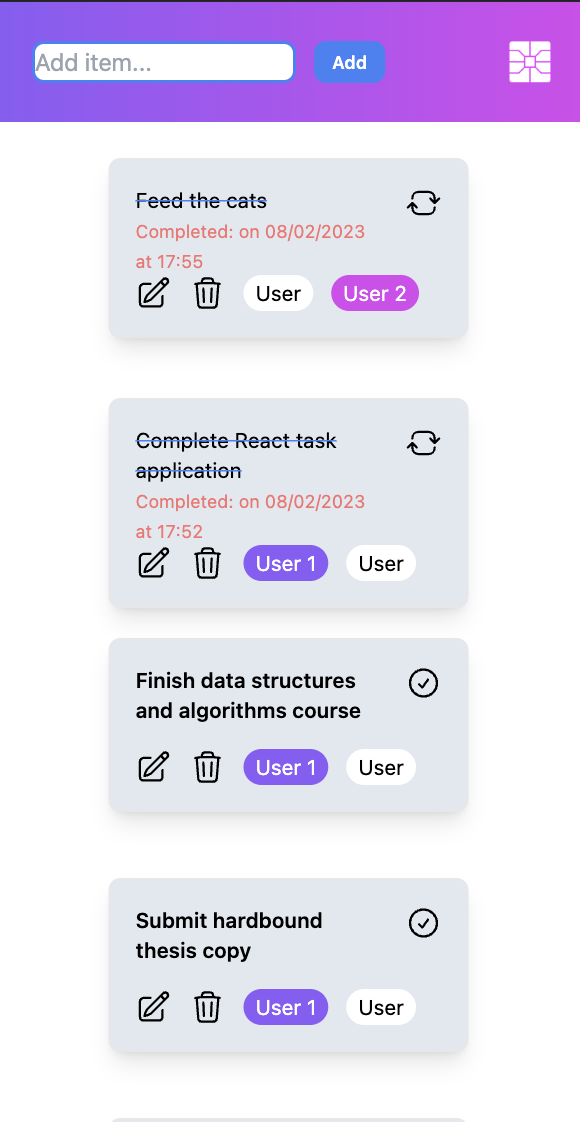 Add item... Add
Feed the cats
Completed: on 08/02/2023
at 17:55
User User 2
Complete React task
application
Completed: on 08/02/2023
at 17:52
User 1 User
Finish data structures
and algorithms course
User 1 User
Submit hardbound
thesis copy
User 1 User